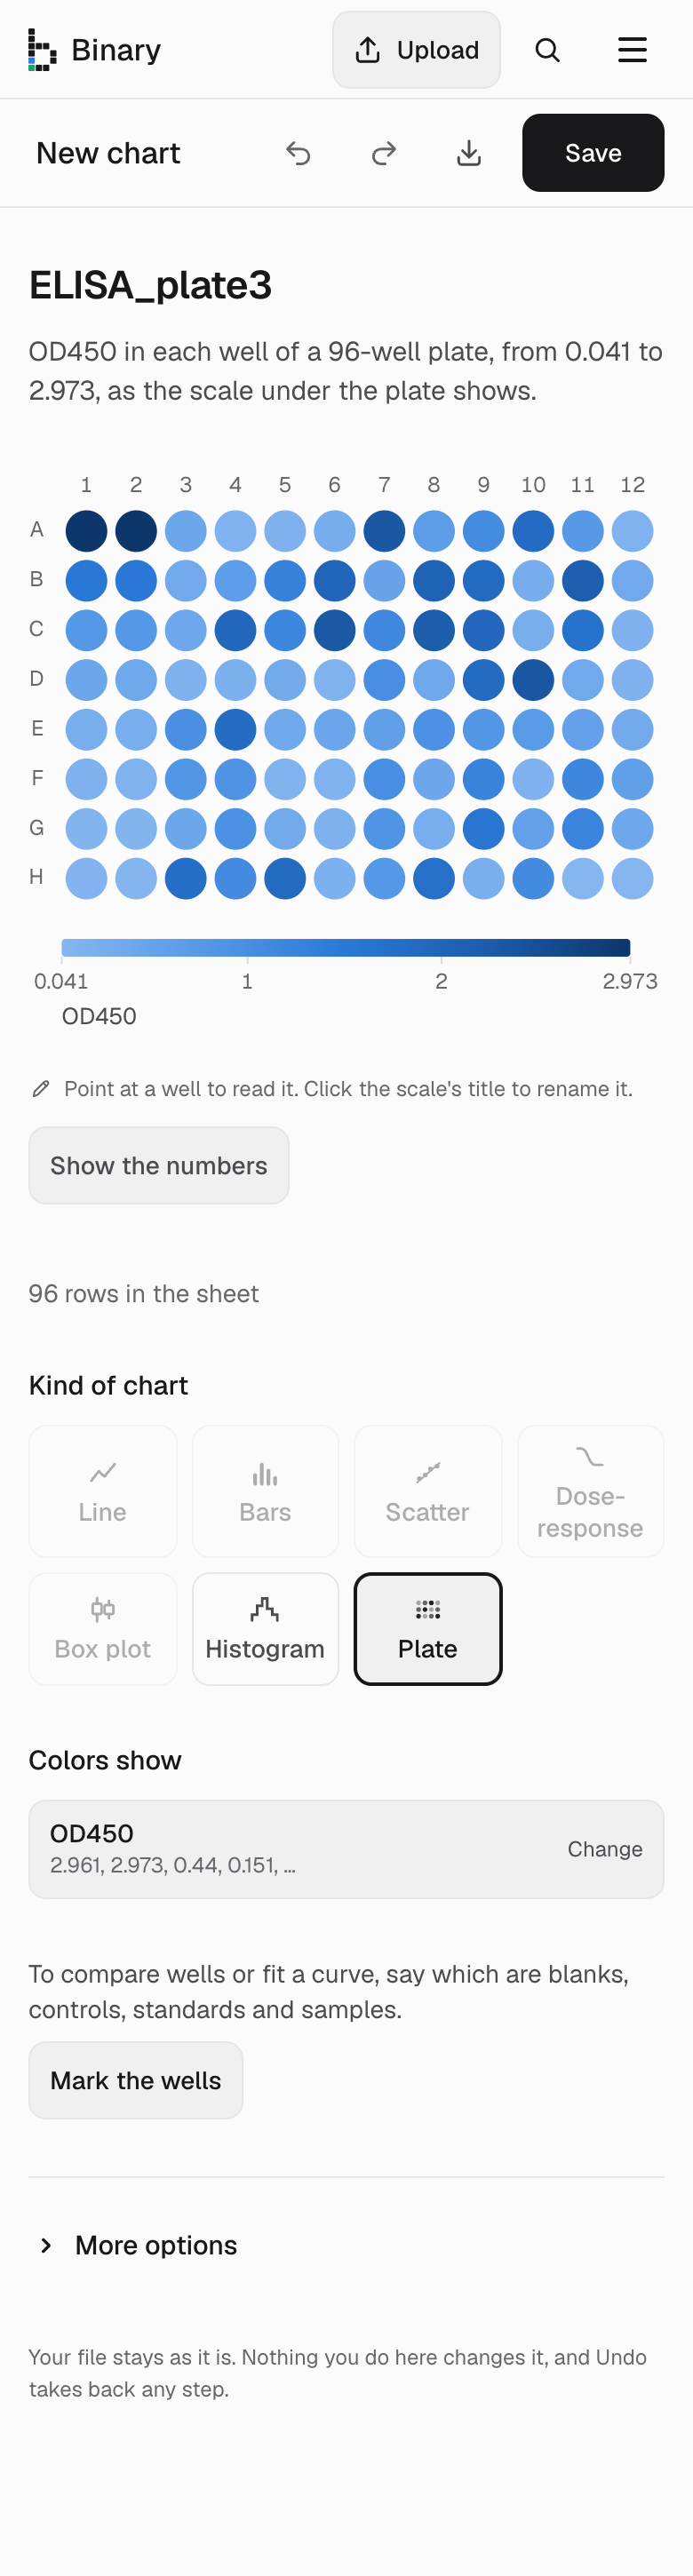 Binary
Upload
New chart
Save
ELISA_plate3
OD450 in each well of a 96-well plate, from 0.041 to
2.973, as the scale under the plate shows.
1 2 3 4 5 6 7 8 9 10 11 12
A
B
C
D
E
F
G
H
0.041 1 2 2.973
OD450
Point at a well to read it. Click the scale's title to rename it.
Show the numbers
96 rows in the sheet
Kind of chart
Line
Bars
Scatter
Dose-
response
Box plot
Histogram
Plate
Colors show
OD450
2.961, 2.973, 0.44, 0.151, ...
Change
To compare wells or fit a curve, say which are blanks,
controls, standards and samples.
Mark the wells
More options
Your file stays as it is. Nothing you do here changes it, and Undo
takes back any step.